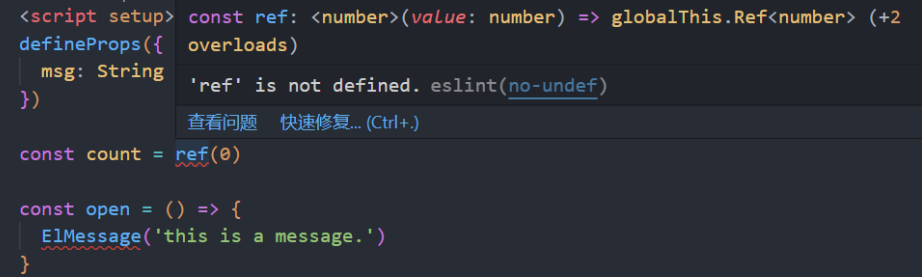 <script setup>
defineProps({
msg: String
})
const ref: <number>(value: number) => globalThis.Ref<number> (+2
overloads)
'ref' is not defined. eslint(no-undef)
查看问题 快速修复... (Ctrl+.)
const count = ref(0)
const open = () => {
ElMessage('this is a message.')
}